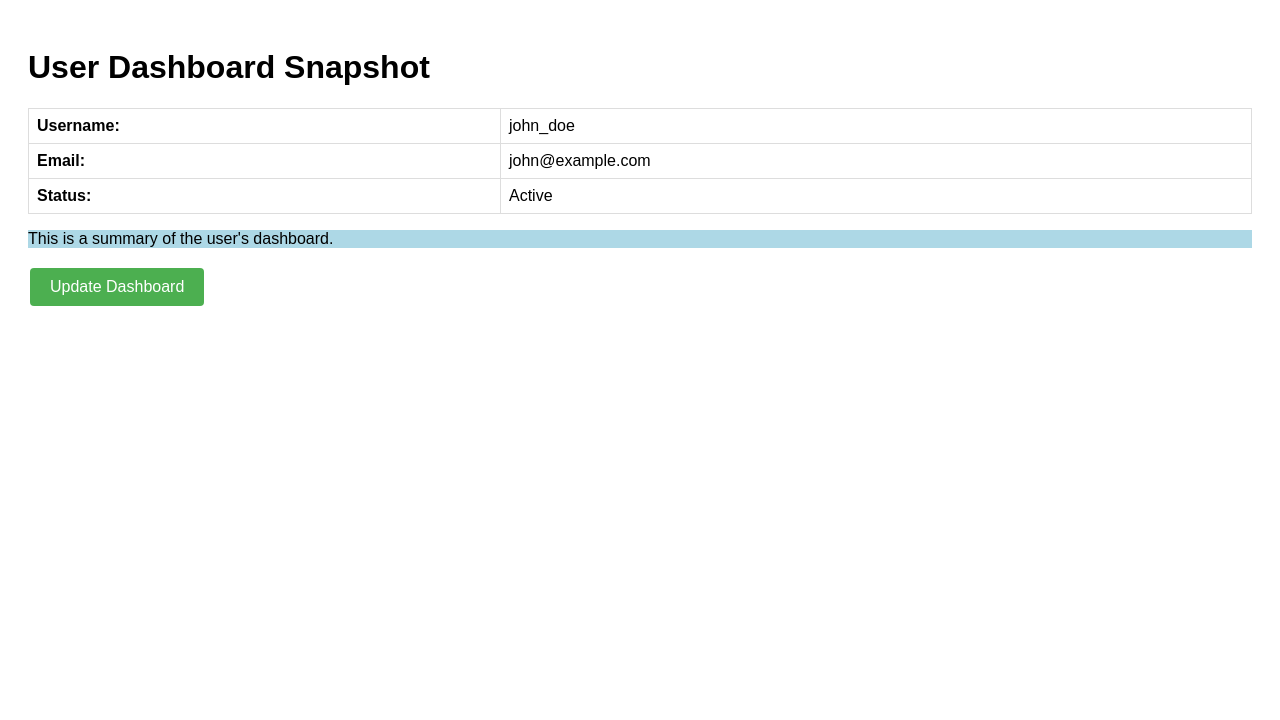 User Dashboard Snapshot
Username: john_doe
Email: john@example.com
Status: Active
This is a summary of the user's dashboard.
Update Dashboard